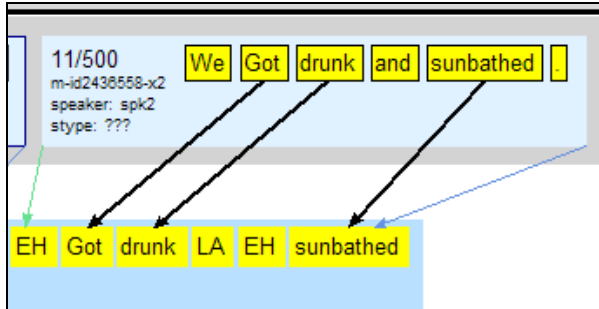 11/500 We Got drunk and sunbathed .
m-id2436558-x2
speaker: spk2
stype: ???
EH Got drunk LA EH sunbathed